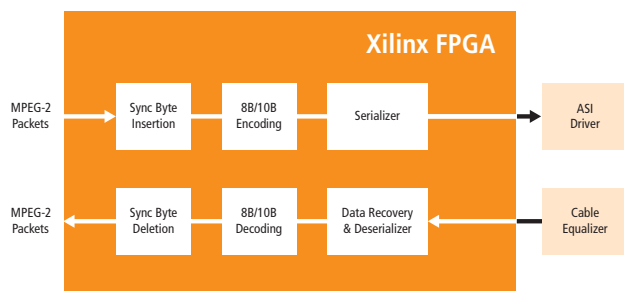 Xilinx FPGA
MPEG-2
Packets
Sync Byte
Insertion
8B/10B
Encoding
Serializer
ASI
Driver
MPEG-2
Packets
Sync Byte
Deletion
8B/10B
Decoding
Data Recovery
& Deserializer
Cable
Equalizer